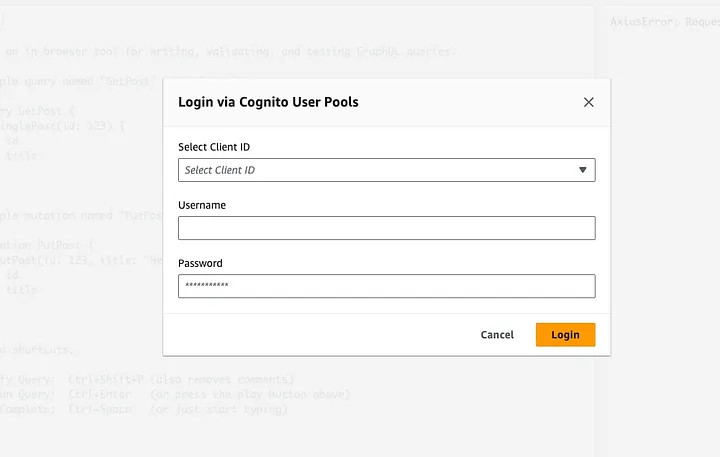 AxiosError: Reques
an in browser tool for writing, validating, and testing GraphQL queries.
ple query named "GetPost"
ry GetPost {
singlePost(id: 123) {
id
title
Login via Cognito User Pools
Select Client ID
Select Client ID
Username
Password
***********
Cancel
Login
ple mutation named "PutPos
tation PutPost {
utPost(id: 123, title: "He
id
title
shortcuts:
fy Query: Ctrl+Shift+P (also removes comments)
un Query: Ctrl+Enter (or press the play button above)
Complete: Ctrl+Space (or just start typing)